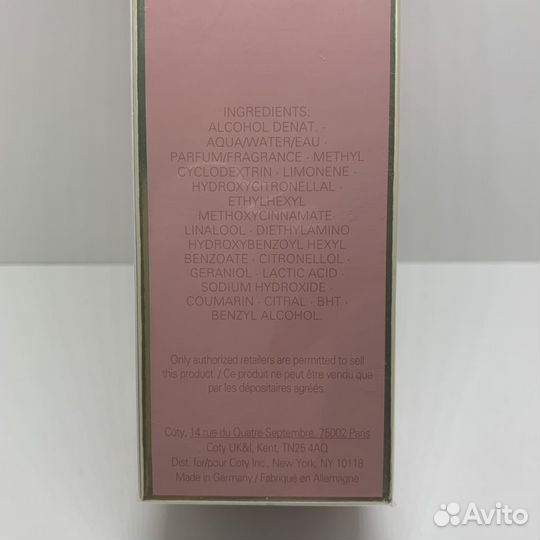 INGREDIENTS:
ALCOHOL DENAT. ·
AQUA/WATER/EAU ·
PARFUM/FRAGRANCE · METHYL
CYCLODEXTRIN · LIMONENE ·
HYDROXYCITRONELLAL ·
ETHYLHEXYL
METHOXYCINNAMATE ·
LINALOOL · DIETHYLAMINO
HYDROXYBENZOYL HEXYL
BENZOATE · CITRONELLOL ·
GERANIOL · LACTIC ACID ·
SODIUM HYDROXIDE ·
COUMARIN · CITRAL · BHT ·
BENZYL ALCOHOL.
Only authorized retailers are permitted to sell
this product. / Ce produit ne peut être vendu que
par les dépositaires agréés.
Coty, 14 rue du Quatre Septembre, 75002 Paris
Coty UK&I, Kent, TN25 4AQ
Dist. for/pour Coty Inc., New York, NY 10118
Made in Germany / Fabriqué en Allemagne
Avito